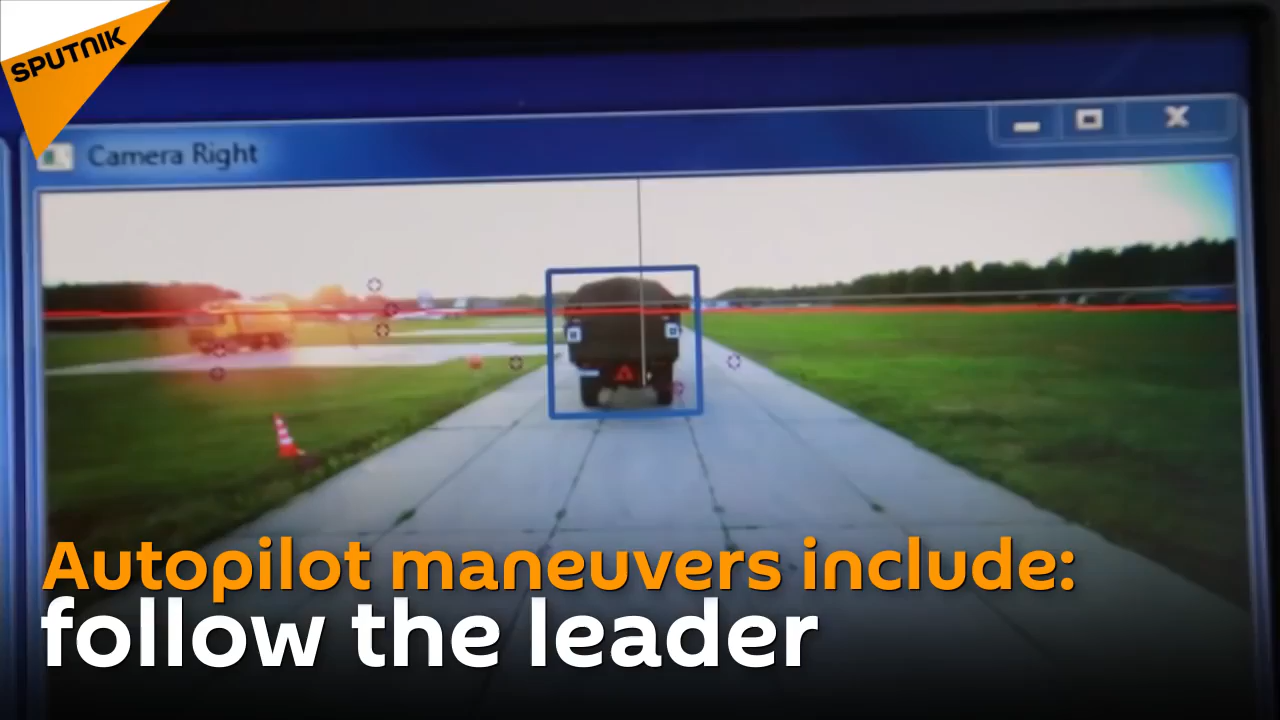 SPUTNIK
Camera Right
Autopilot maneuvers include:
follow the leader